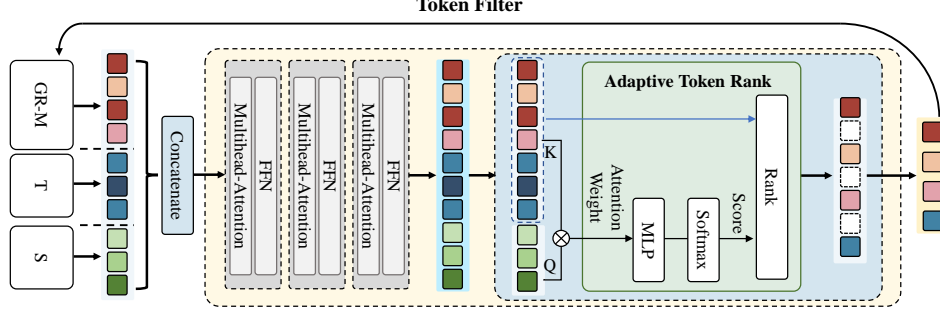 Token Filter
GR-M
T
S
Concatenate
Multihead-Attention
FFN
Multihead-Attention
FFN
Multihead-Attention
FFN
K
Q
Adaptive Token Rank
Attention
Weight
MLP
Softmax
Score
Rank